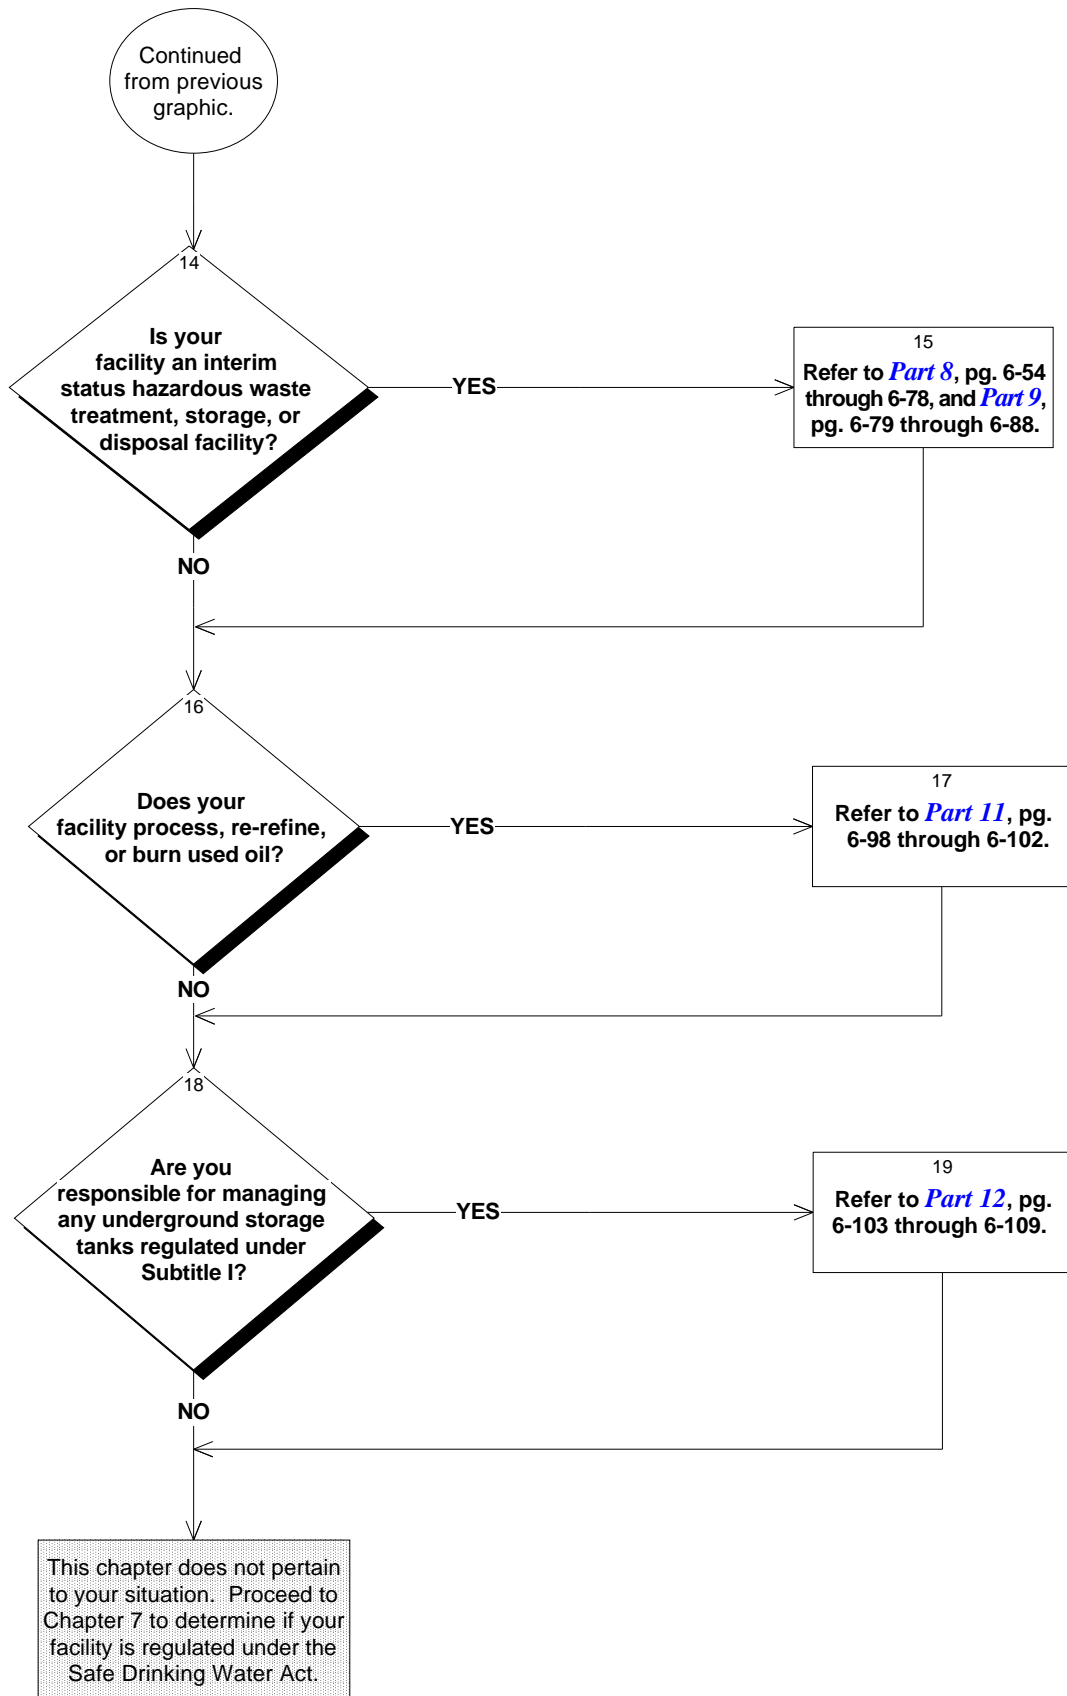 Continued
from previous
graphic.
14
Is your
facility an interim
status hazardous waste
treatment, storage, or
disposal facility?
YES
15
Refer to Part 8, pg. 6-54
through 6-78, and Part 9,
pg. 6-79 through 6-88.
NO
16
Does your
facility process, re-refine,
or burn used oil?
YES
17
Refer to Part 11, pg.
6-98 through 6-102.
NO
18
Are you
responsible for managing
any underground storage
tanks regulated under
Subtitle I?
YES
19
Refer to Part 12, pg.
6-103 through 6-109.
NO
This chapter does not pertain
to your situation. Proceed to
Chapter 7 to determine if your
facility is regulated under the
Safe Drinking Water Act.